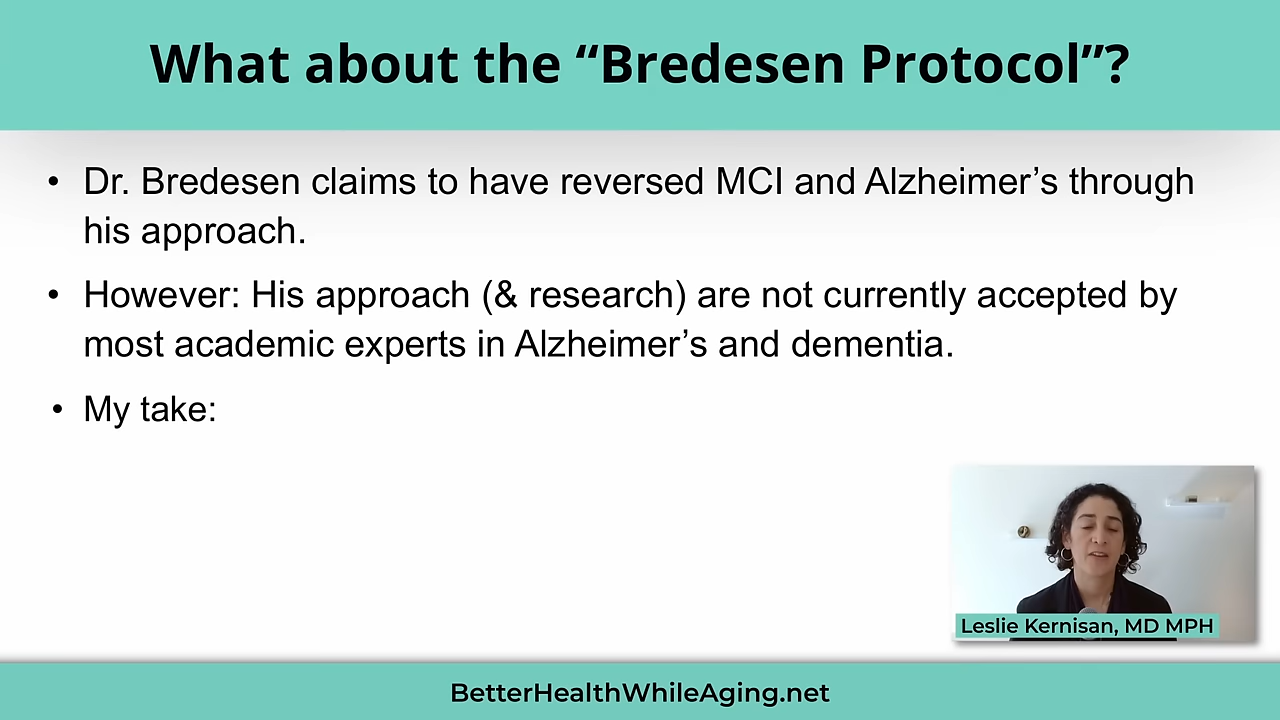 What about the “Bredesen Protocol”?
• Dr. Bredesen claims to have reversed MCI and Alzheimer’s through
his approach.
• However: His approach (& research) are not currently accepted by
most academic experts in Alzheimer’s and dementia.
• My take:
Leslie Kernisan, MD MPH
BetterHealthWhileAging.net